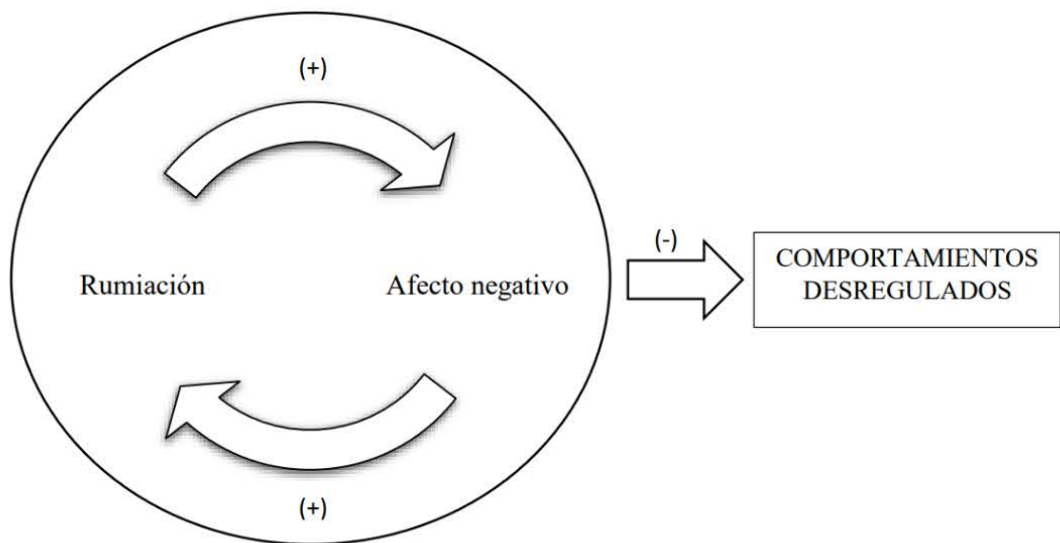 (+)
Rumiación
Afecto negativo
(-)
COMPORTAMIENTOS
DESREGULADOS
(+)